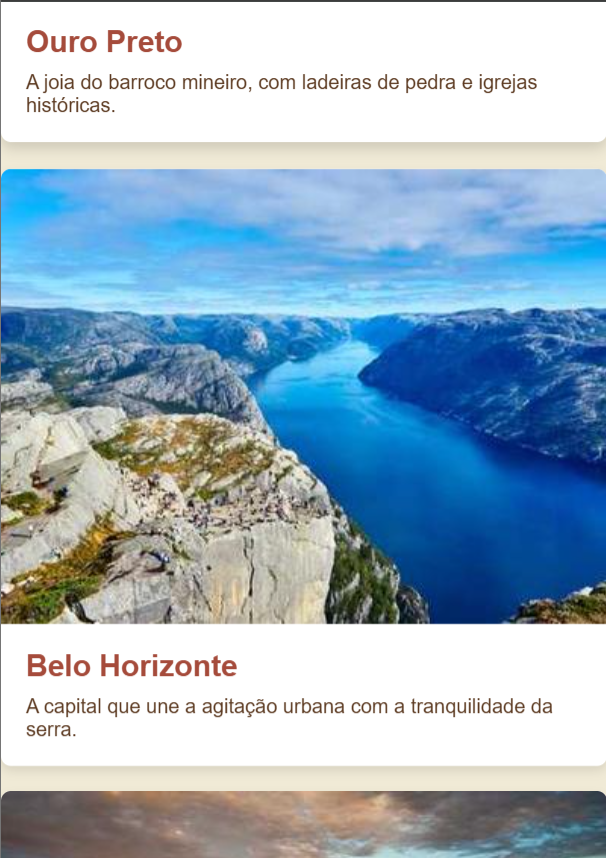 Ouro Preto
A joia do barroco mineiro, com ladeiras de pedra e igrejas
históricas.
Belo Horizonte
A capital que une a agitação urbana com a tranquilidade da
serra.